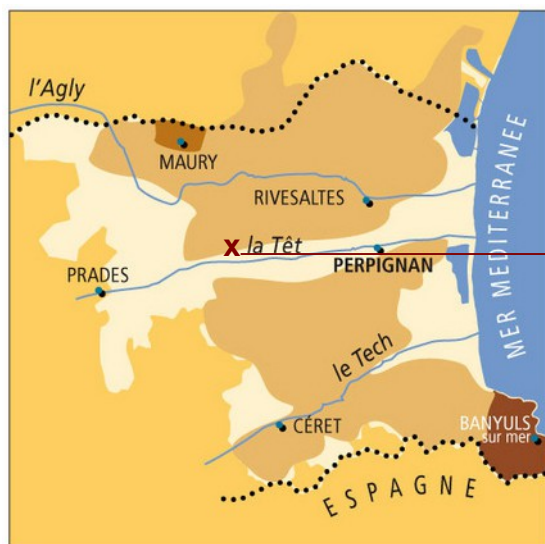 l'Agly
MAURY
RIVESALTES
X la Têt
PERPIGNAN
PRADES
MER MEDITERRANEE
le Tech
CÉRET
BANYULS
sur mer
ESPAGNE